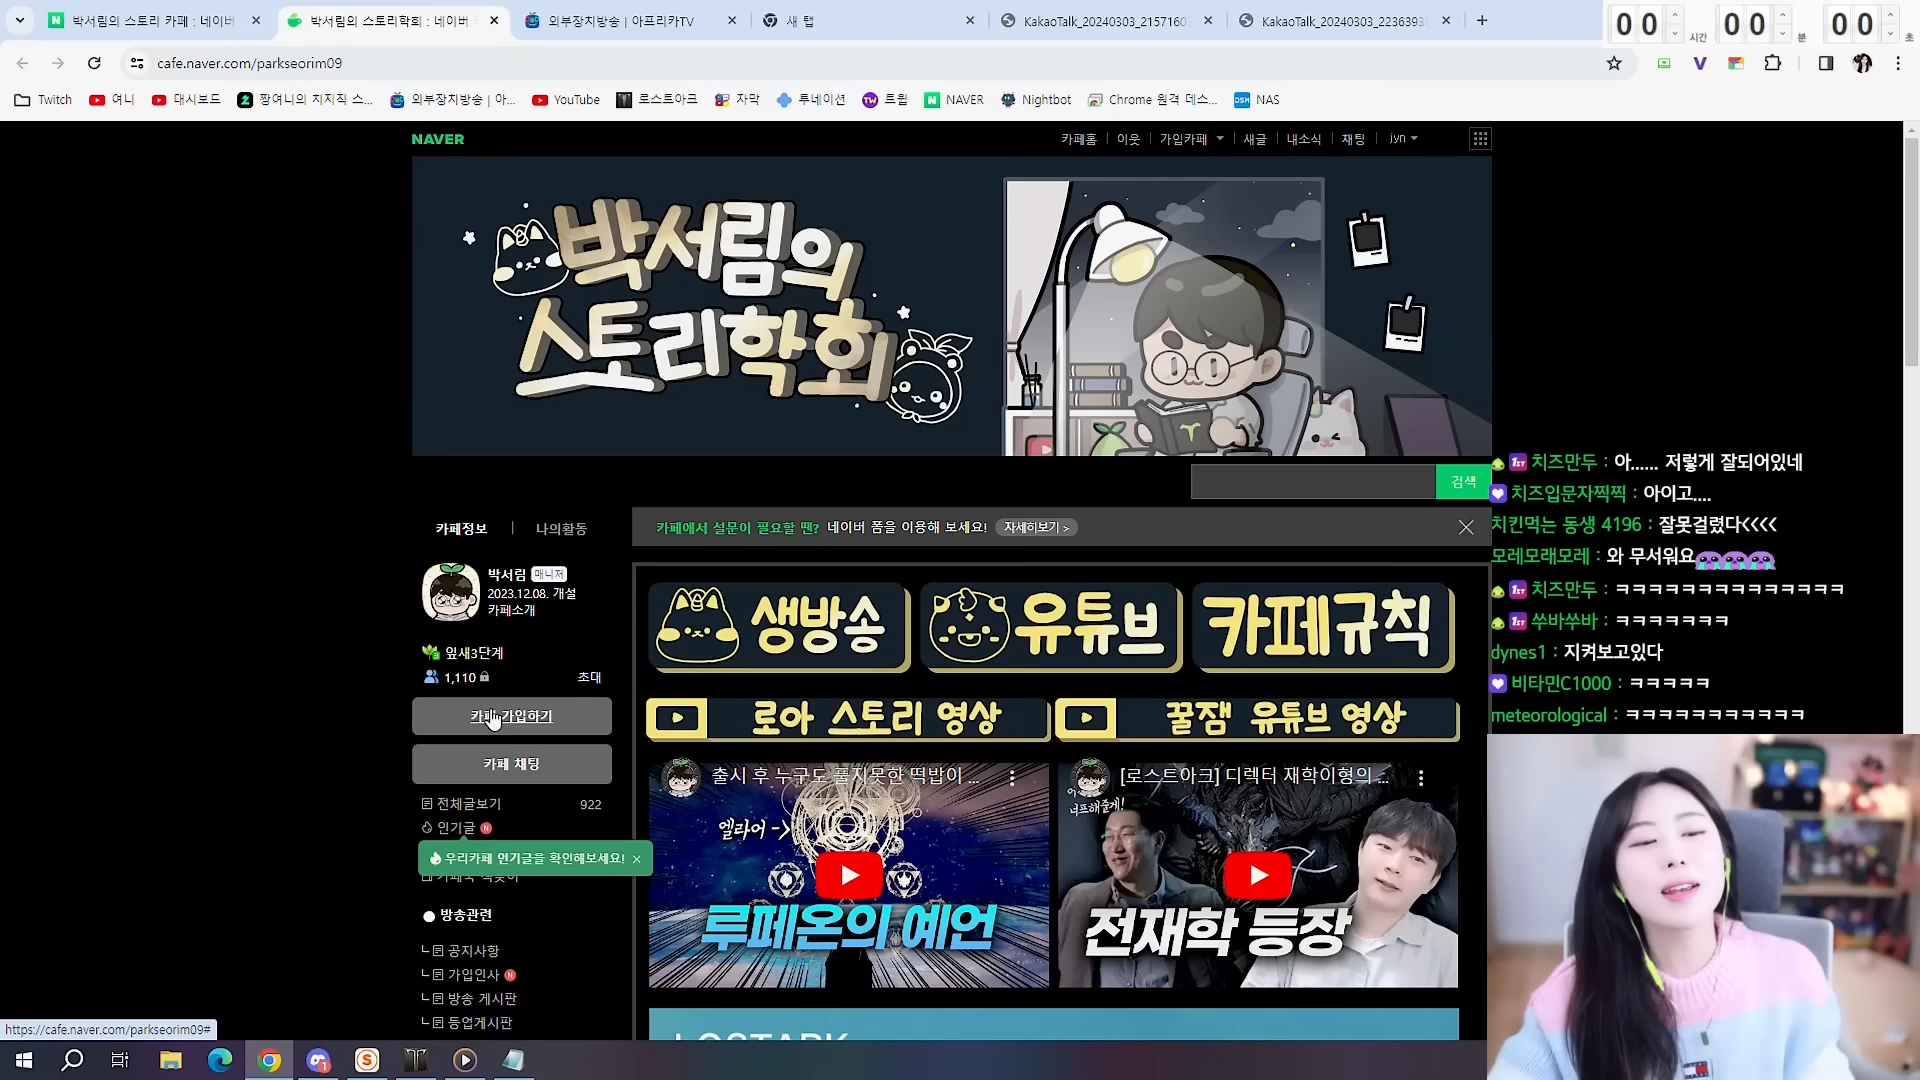 박서림의 스토리 카페 : 네이버
박서림의 스토리학회 : 네이버
외부장치방송 | 아프리카TV
새 탭
KakaoTalk_20240303_2157160
KakaoTalk_20240303_2236393
00 시간 00 분 00 초
cafe.naver.com/parkseorim09
Twitch
여니
대시보드
짱여니의 치지직 스...
외부장치방송 | 아...
YouTube
로스트아크
자막
투네이션
트윕
NAVER
Nightbot
Chrome 원격 데스...
NAS
NAVER
카페홈
이웃
가입카페
새글
내소식
채팅
jyn
박서림의
스토리학회
검색
카페정보
나의활동
카페에서 설문이 필요할 땐? 네이버 폼을 이용해 보세요! 자세히보기 >
박서림 매니저
2023.12.08. 개설
카페소개
잎새3단계
1,110
초대
카페 가입하기
카페 채팅
전체글보기 922
인기글 N
우리카페 인기글을 확인해보세요!
방송관련
공지사항
가입인사 N
방송 게시판
등업게시판
생방송
유튜브
카페규칙
로아 스토리 영상
꿀잼 유튜브 영상
출시 후 누구도 풀지못한 떡밥이 ...
엘라어 ->
루페온의 예언
[로스트아크] 디렉터 재학이형의 ...
너프해줄게!
전재학 등장
LOSTARK
치즈만두 : 아...... 저렇게 잘되어있네
치즈입문자찍찍 : 아이고....
치킨먹는 동생 4196 : 잘못걸렸다<<<<
모레모래모레 : 와 무서워요
치즈만두 : ㅋㅋㅋㅋㅋㅋㅋㅋㅋㅋㅋㅋㅋㅋ
쑤바쑤바 : ㅋㅋㅋㅋㅋㅋㅋ
dynes1 : 지켜보고있다
비타민C1000 : ㅋㅋㅋㅋㅋ
meteorological : ㅋㅋㅋㅋㅋㅋㅋㅋㅋㅋㅋ
https://cafe.naver.com/parkseorim09#